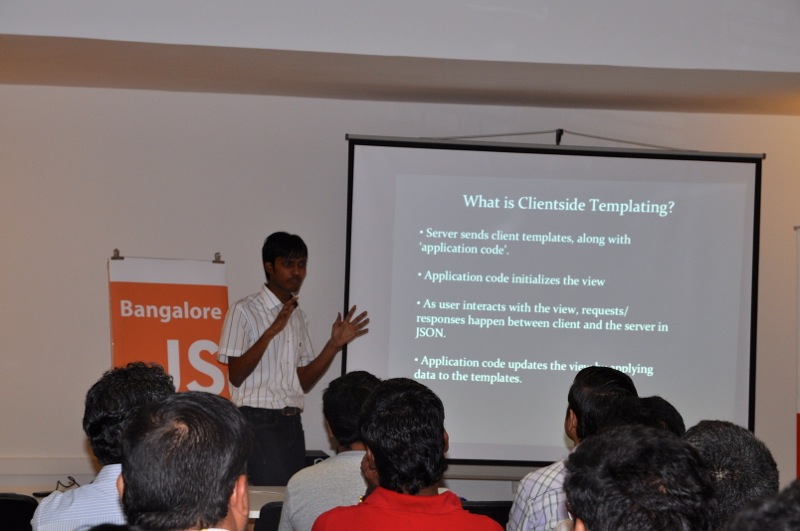 Bangalore
JS
What is Clientside Templating?
• Server sends client templates, along with
'application code'.
• Application code initializes the view
• As user interacts with the view, requests/
responses happen between client and the server in
JSON.
• Application code updates the view by applying
data to the templates.